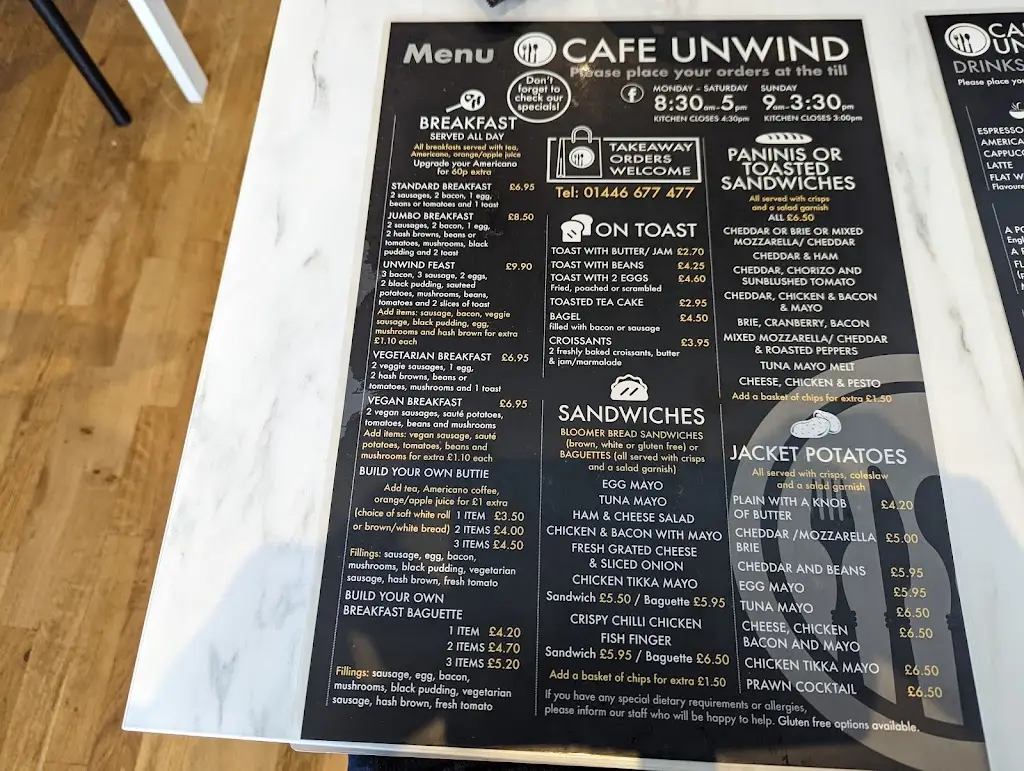 Menu
CAFE UNWIND
Please place your orders at the till
Don't
forget to
check our
specials!
MONDAY - SATURDAY
8:30am-5pm
KITCHEN CLOSES 4:30pm
SUNDAY
9am-3:30pm
KITCHEN CLOSES 3:00pm
BREAKFAST
SERVED ALL DAY
All breakfasts served with tea,
Americano, orange/apple juice
Upgrade your Americano
for 60p extra
STANDARD BREAKFAST £6.95
2 sausages, 2 bacon, 1 egg,
beans or tomatoes and 1 toast
JUMBO BREAKFAST £8.50
2 sausages, 2 bacon, 1 egg,
2 hash browns, beans or
tomatoes, mushrooms, black
pudding and 2 toast
UNWIND FEAST £9.90
3 bacon, 3 sausage, 2 eggs,
2 black pudding, sauteed
potatoes, mushrooms, beans,
tomatoes and 2 slices of toast
Add items: sausage, bacon, veggie
sausage, black pudding, egg,
mushrooms and hash brown for extra
£1.10 each
VEGETARIAN BREAKFAST £6.95
2 veggie sausages, 1 egg,
2 hash browns, beans or
tomatoes, mushrooms and 1 toast
VEGAN BREAKFAST £6.95
2 vegan sausages, sauté potatoes,
tomatoes, beans and mushrooms
Add items: vegan sausage, sauté
potatoes, tomatoes, beans and
mushrooms for extra £1.10 each
BUILD YOUR OWN BUTTIE
Add tea, Americano coffee,
orange/apple juice for £1 extra
(choice of soft white roll 1 ITEM £3.50
or brown/white bread) 2 ITEMS £4.00
3 ITEMS £4.50
Fillings: sausage, egg, bacon,
mushrooms, black pudding, vegetarian
sausage, hash brown, fresh tomato
BUILD YOUR OWN
BREAKFAST BAGUETTE
1 ITEM £4.20
2 ITEMS £4.70
3 ITEMS £5.20
Fillings: sausage, egg, bacon,
mushrooms, black pudding, vegetarian
sausage, hash brown, fresh tomato
TAKEAWAY
ORDERS
WELCOME
Tel: 01446 677 477
ON TOAST
TOAST WITH BUTTER/ JAM £2.70
TOAST WITH BEANS £4.25
TOAST WITH 2 EGGS £4.60
Fried, poached or scrambled
TOASTED TEA CAKE £2.95
BAGEL £4.50
filled with bacon or sausage
CROISSANTS £3.95
2 freshly baked croissants, butter
& jam/marmalade
SANDWICHES
BLOOMER BREAD SANDWICHES
(brown, white or gluten free) or
BAGUETTES (all served with crisps
and a salad garnish)
EGG MAYO
TUNA MAYO
HAM & CHEESE SALAD
CHICKEN & BACON WITH MAYO
FRESH GRATED CHEESE
& SLICED ONION
CHICKEN TIKKA MAYO
Sandwich £5.50 / Baguette £5.95
CRISPY CHILLI CHICKEN
FISH FINGER
Sandwich £5.95 / Baguette £6.50
Add a basket of chips for extra £1.50
If you have any special dietary requirements or allergies,
please inform our staff who will be happy to help. Gluten free options available.
PANINIS OR
TOASTED
SANDWICHES
All served with crisps
and a salad garnish
ALL £6.50
CHEDDAR OR BRIE OR MIXED
MOZZARELLA/ CHEDDAR
CHEDDAR & HAM
CHEDDAR, CHORIZO AND
SUNBLUSHED TOMATO
CHEDDAR, CHICKEN & BACON
& MAYO
BRIE, CRANBERRY, BACON
MIXED MOZZARELLA/ CHEDDAR
& ROASTED PEPPERS
TUNA MAYO MELT
CHEESE, CHICKEN & PESTO
Add a basket of chips for extra £1.50
JACKET POTATOES
All served with crisps, coleslaw
and a salad garnish
PLAIN WITH A KNOB £4.20
OF BUTTER
CHEDDAR /MOZZARELLA £5.00
BRIE
CHEDDAR AND BEANS £5.95
EGG MAYO £5.95
TUNA MAYO £6.50
CHEESE, CHICKEN £6.50
BACON AND MAYO
CHICKEN TIKKA MAYO £6.50
PRAWN COCKTAIL £6.50
DRINKS
Please place
ESPRESSO
LATTE